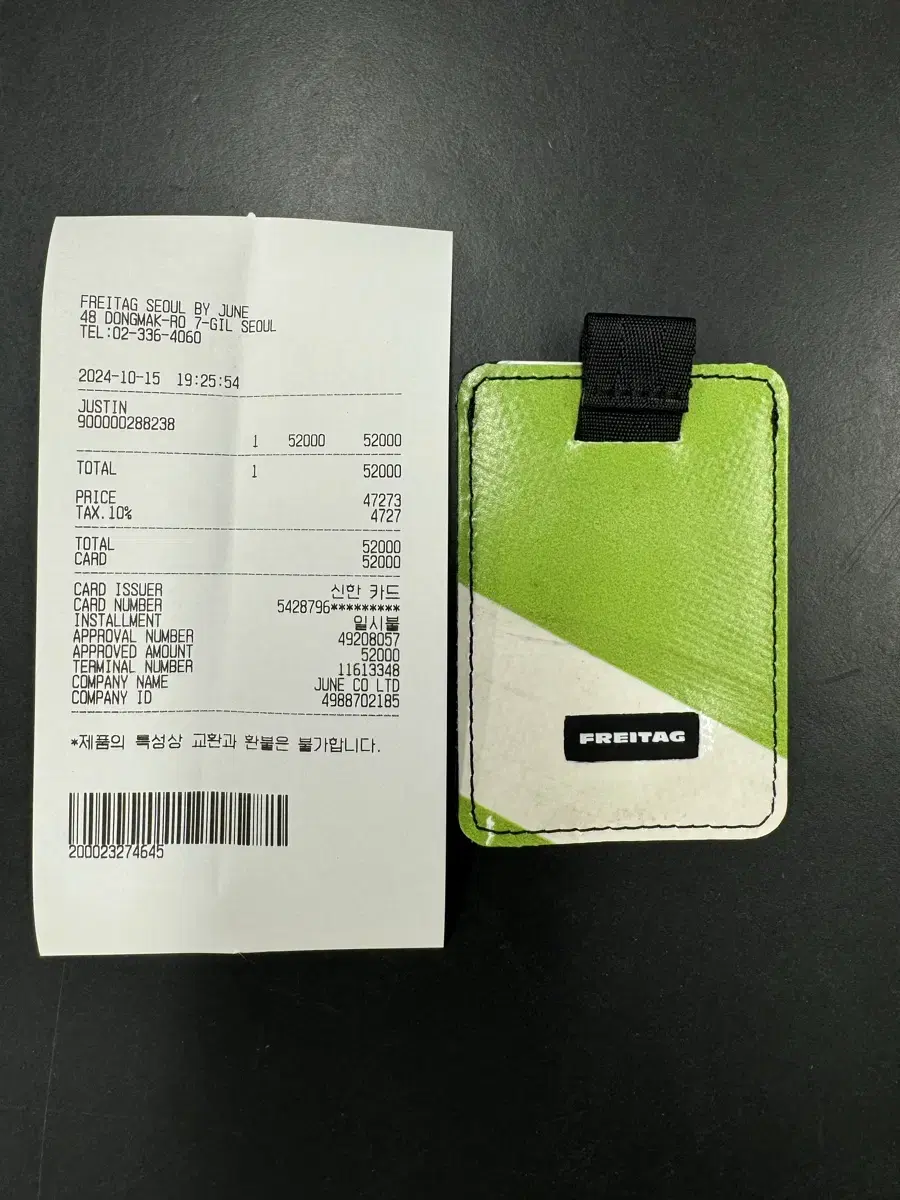 FREITAG SEOUL BY JUNE
48 DONGMAK-RO 7-GIL SEOUL
TEL:02-336-4060
2024-10-15 19:25:54
JUSTIN
900000288238
1 52000 52000
TOTAL 1 52000
PRICE 47273
TAX.10% 4727
TOTAL 52000
CARD 52000
CARD ISSUER 신한 카드
CARD NUMBER 5428796*********
INSTALLMENT 일시불
APPROVAL NUMBER 49208057
APPROVED AMOUNT 52000
TERMINAL NUMBER 11613348
COMPANY NAME JUNE CO LTD
COMPANY ID 4988702185
*제품의 특성상 교환과 환불은 불가합니다.
200023274645
FREITAG